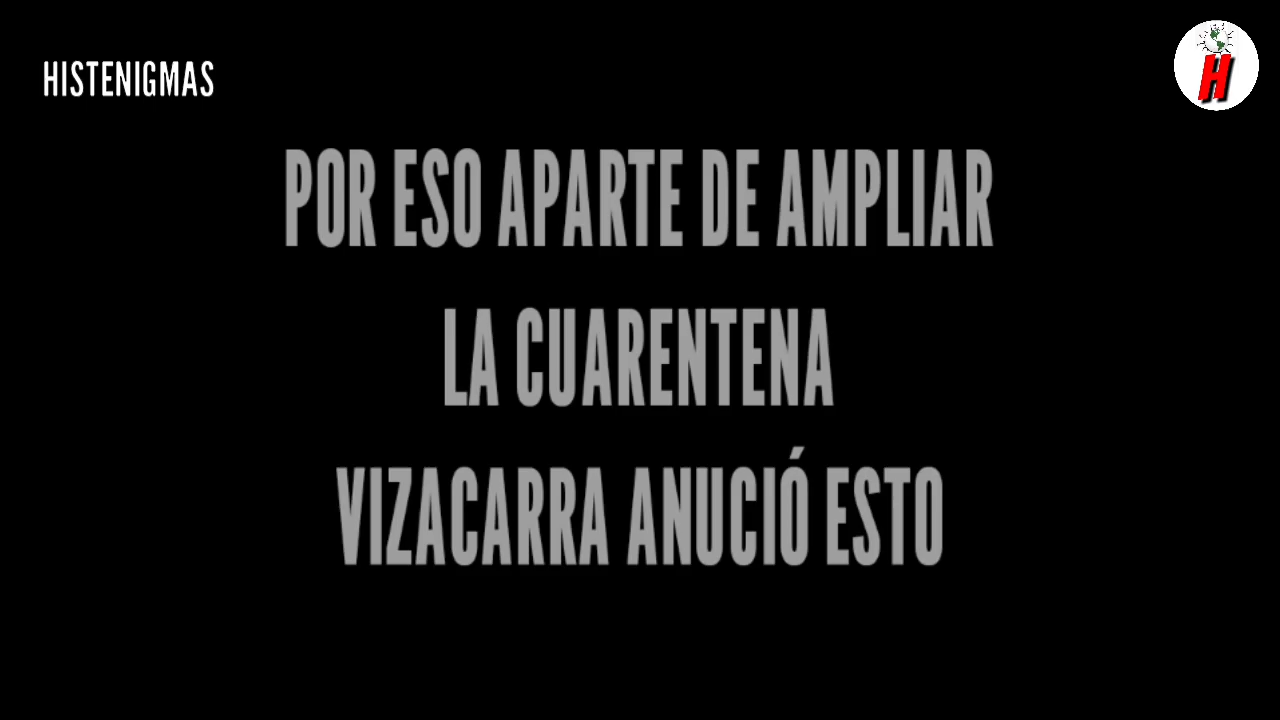 HISTENIGMAS
H
POR ESO APARTE DE AMPLIAR
LA CUARENTENA
VIZACARRA ANUCIÓ ESTO